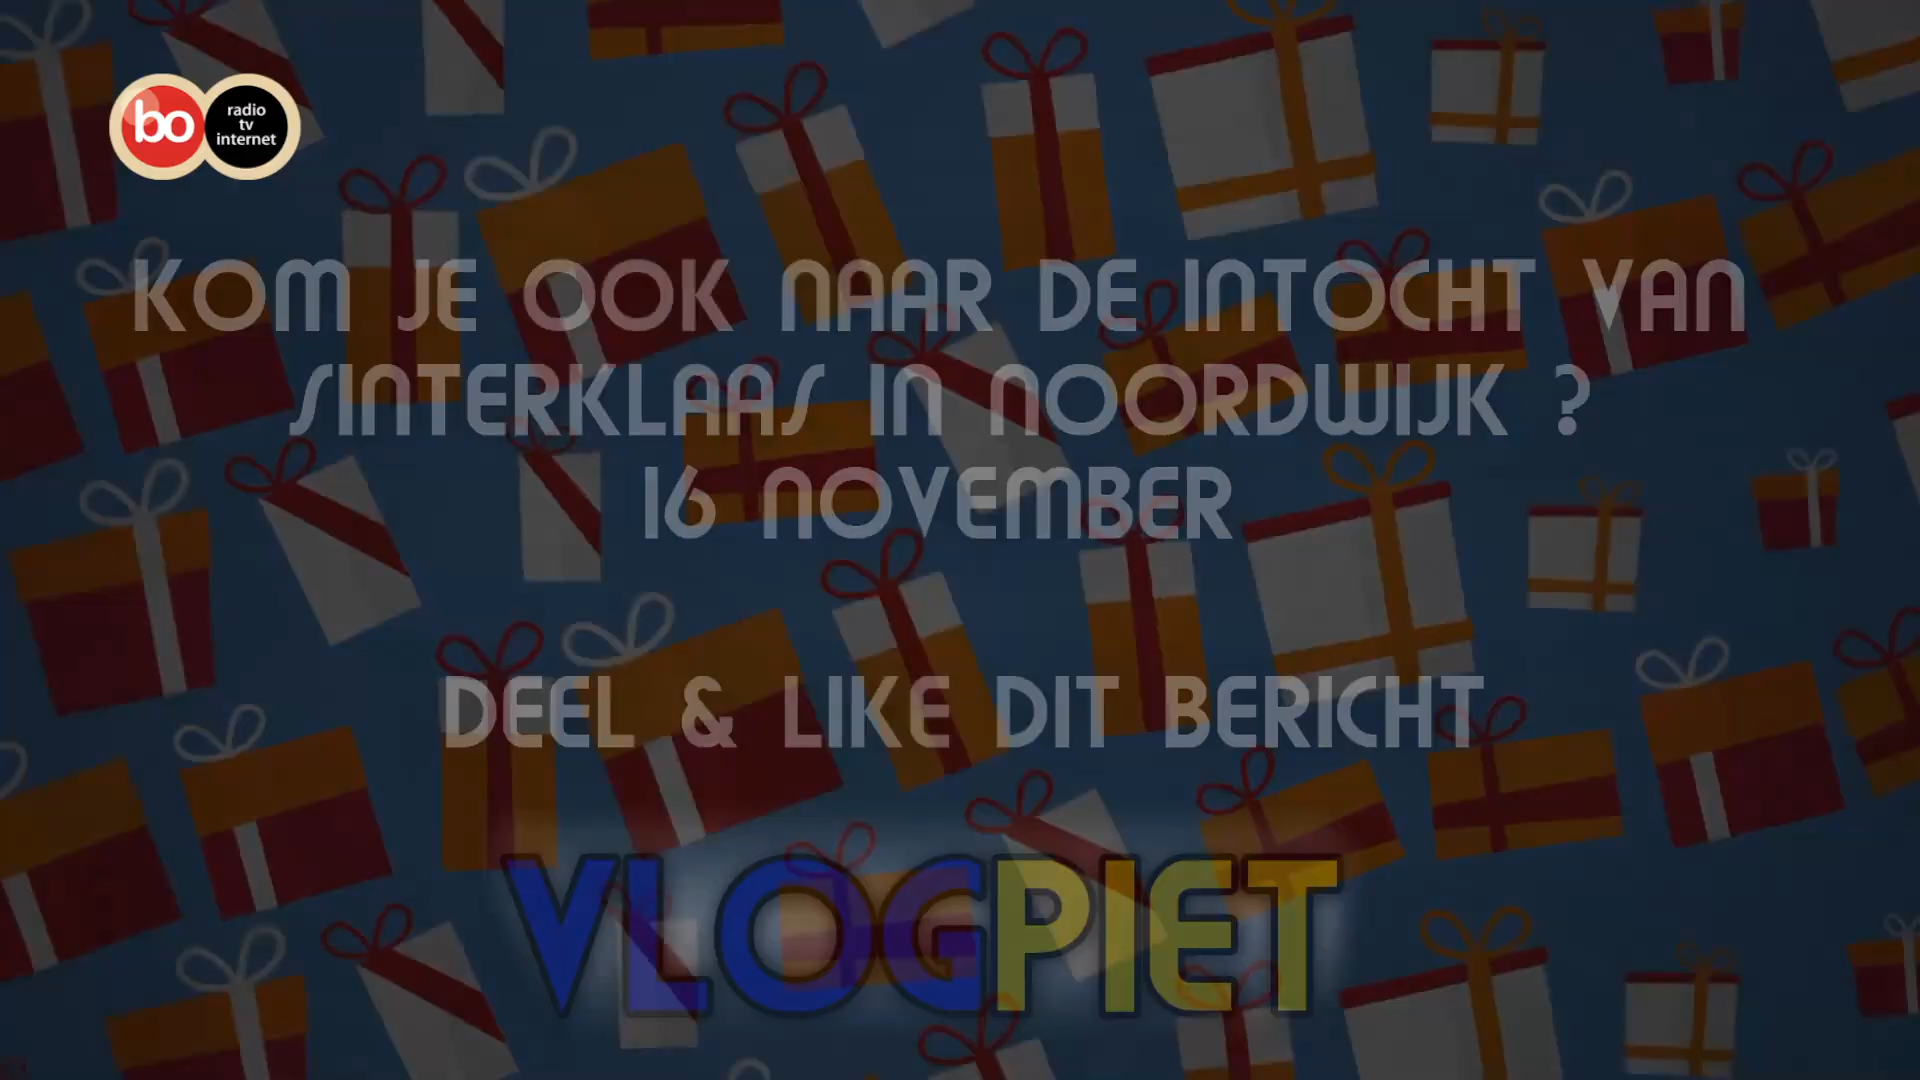 bo
radio
tv
internet
KOM JE OOK NAAR DE INTOCHT VAN
SINTERKLAAS IN NOORDWIJK ?
16 NOVEMBER
DEEL & LIKE DIT BERICHT
VLOGPIET